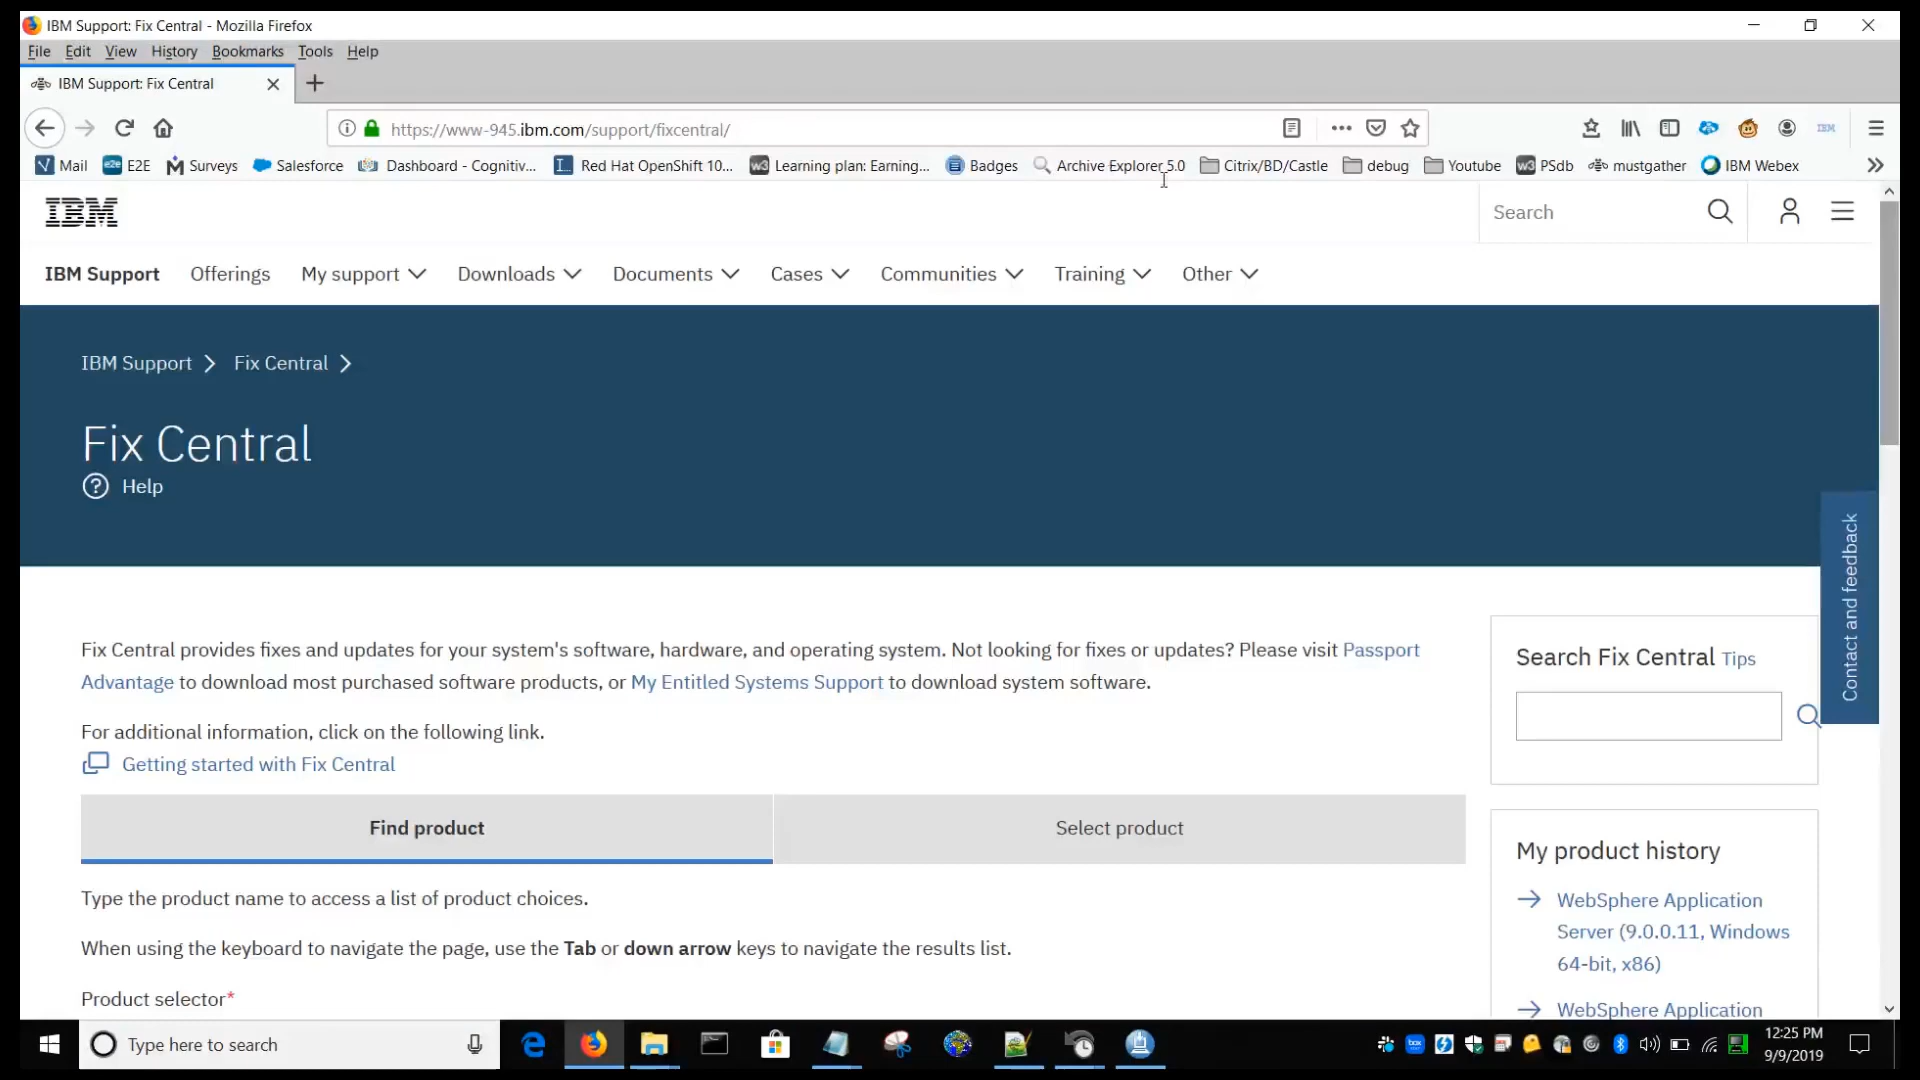 IBM Support: Fix Central - Mozilla Firefox
File Edit View History Bookmarks Tools Help
IBM Support: Fix Central
https://www-945.ibm.com/support/fixcentral/
IBM
Mail E2E Surveys Salesforce Dashboard - Cognitiv... Red Hat OpenShift 10... Learning plan: Earning... Badges Archive Explorer 5.0 Citrix/BD/Castle debug Youtube PSdb mustgather IBM Webex
IBM
Search
IBM Support Offerings My support Downloads Documents Cases Communities Training Other
IBM Support Fix Central
Fix Central
Help
Contact and feedback
Fix Central provides fixes and updates for your system's software, hardware, and operating system. Not looking for fixes or updates? Please visit Passport
Advantage to download most purchased software products, or My Entitled Systems Support to download system software.
For additional information, click on the following link.
Getting started with Fix Central
Find product Select product
Type the product name to access a list of product choices.
When using the keyboard to navigate the page, use the Tab or down arrow keys to navigate the results list.
Product selector*
Search Fix Central Tips
My product history
WebSphere Application
Server (9.0.0.11, Windows
64-bit, x86)
WebSphere Application
Type here to search
12:25 PM
9/9/2019